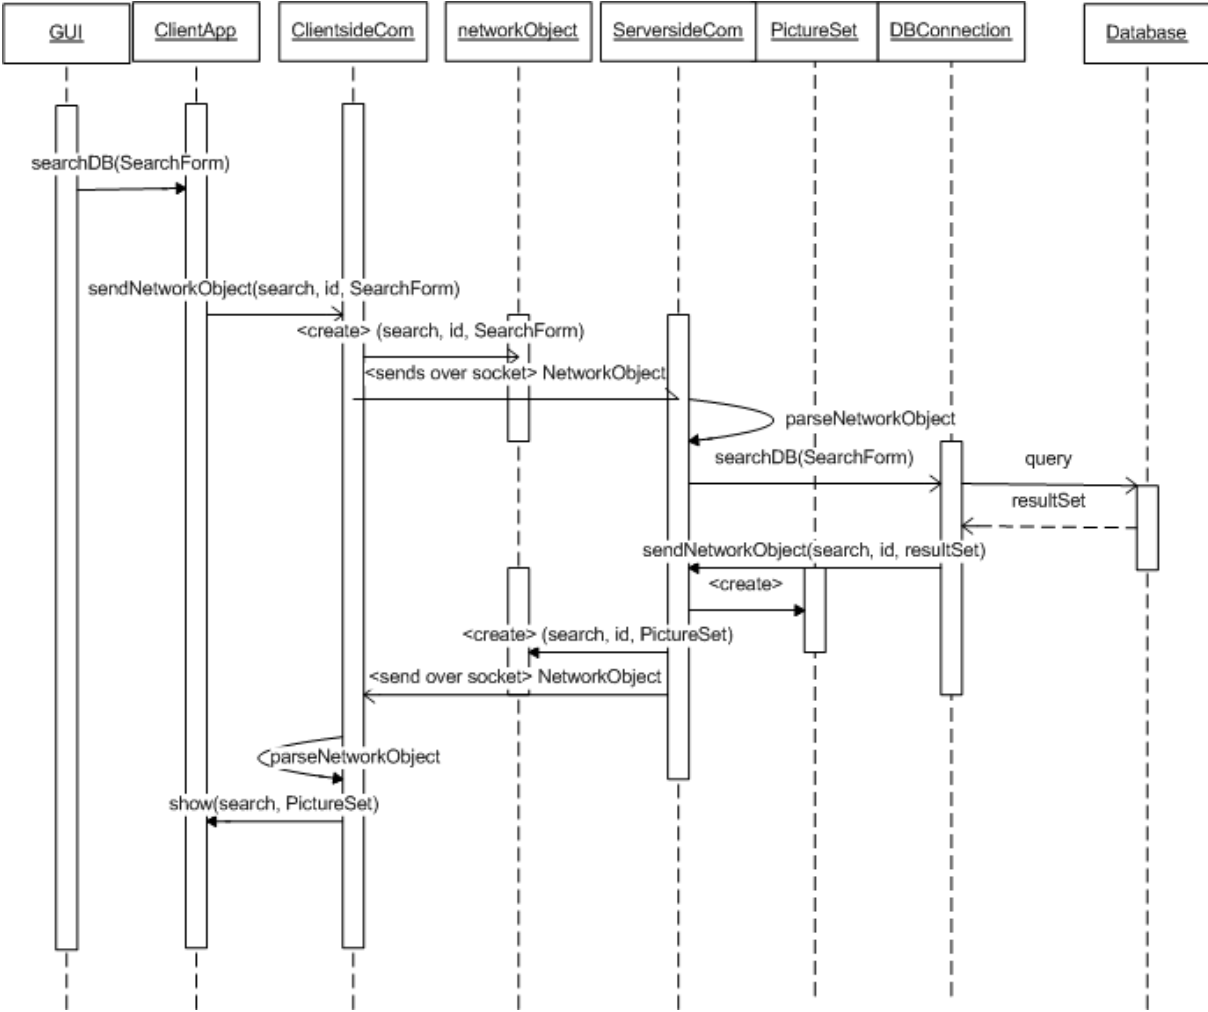 GUI
ClientApp
ClientsideCom
networkObject
ServersideCom
PictureSet
DBConnection
Database
searchDB(SearchForm)
sendNetworkObject(search, id, SearchForm)
<create> (search, id, SearchForm)
<sends over socket> NetworkObject
parseNetworkObject
searchDB(SearchForm)
query
resultSet
sendNetworkObject(search, id, resultSet)
<create>
<create> (search, id, PictureSet)
<send over socket> NetworkObject
parseNetworkObject
show(search, PictureSet)